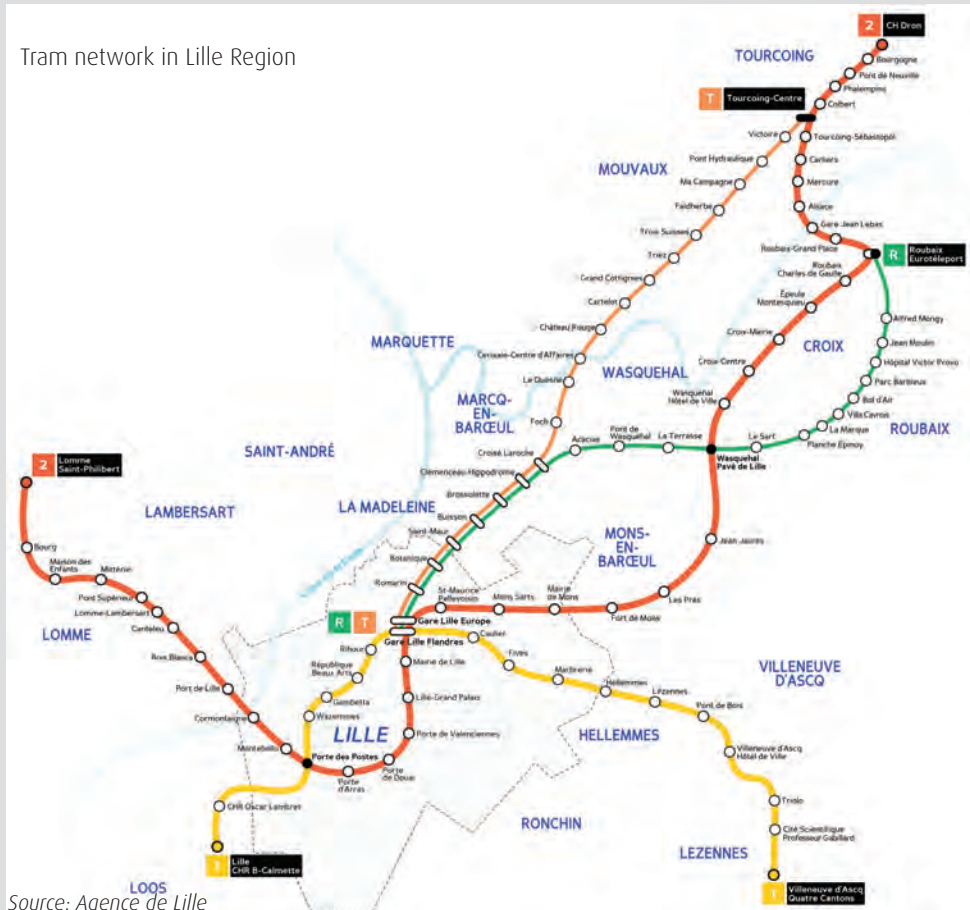 Tram network in Lille Region
2
CH Dron
TOURCOING
Bourgogne
Pont de Neuville
Phalempins
Colbert
T
Tourcoing-Centre
Victoire
Tourcoing-Sébastopol
Pont Hydraulique
Carliers
MOUVAUX
Ma Campagne
Mercure
Faidherbe
Alsace
Trois Suisses
Gare Jean Lebas
Triez
Roubaix-Grand Place
R
Roubaix
Eurotéleport
Grand Cottignies
Roubaix
Charles de Gaulle
Cartelot
Épeule
Montesquieu
Château Rouge
Alfred Mongy
MARQUETTE
Croix-Mairie
CROIX
Jean Moulin
Cerisaie-Centre d'Affaires
WASQUEHAL
Croix-Centre
Hôpital Victor Provo
Le Quesne
Parc Barbieux
MARCQ-
EN-
BARŒUL
Wasquehal
Hôtel de Ville
Bol d'Air
Villa Cavrois
Foch
La Marque
ROUBAIX
Croisé Laroche
Acacias
Pont de
Wasquehal
La Terrasse
Le Sart
Planche Epinoy
SAINT-ANDRÉ
Wasquehal
Pavé de Lille
2
Lomme
Saint-Philibert
Clemenceau-Hippodrome
Brossolette
LAMBERSART
LA MADELEINE
Buisson
Saint-Maur
MONS-
EN-
BARŒUL
Jean Jaurès
Bourg
Maison des
Enfants
Mitterie
Botanique
Pont Supérieur
Romarin
St-Maurice
Pellevoisin
Mons Sarts
Mairie
de Mons
Les Prés
Fort de Mons
Lomme-Lambersart
R
T
Gare Lille Europe
LOMME
Canteleu
Gare Lille Flandres
Caulier
Bois Blancs
Rihour
Mairie de Lille
Fives
République
Beaux Arts
Marbrerie
VILLENEUVE
D'ASCQ
Port de Lille
Gambetta
Lille-Grand Palais
Hellemmes
Lezennes
Cormontaigne
Wazemmes
Pont de Bois
LILLE
Porte de Valenciennes
HELLEMMES
Montebello
Porte des Postes
Villeneuve d'Ascq
Hôtel de Ville
Porte
d'Arras
Porte
de Douai
CHR Oscar Lambret
Triolo
RONCHIN
Cité Scientifique
Professeur Gabillard
1
Lille
CHR B-Calmette
LEZENNES
LOOS
T
Villeneuve d'Ascq
Quatre Cantons
Source: Agence de Lille